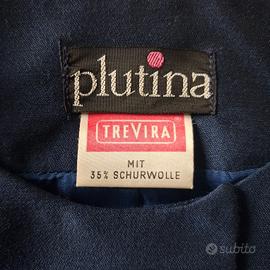 plutina
TREVIRA
MIT
35% SCHURWOLLE
subito